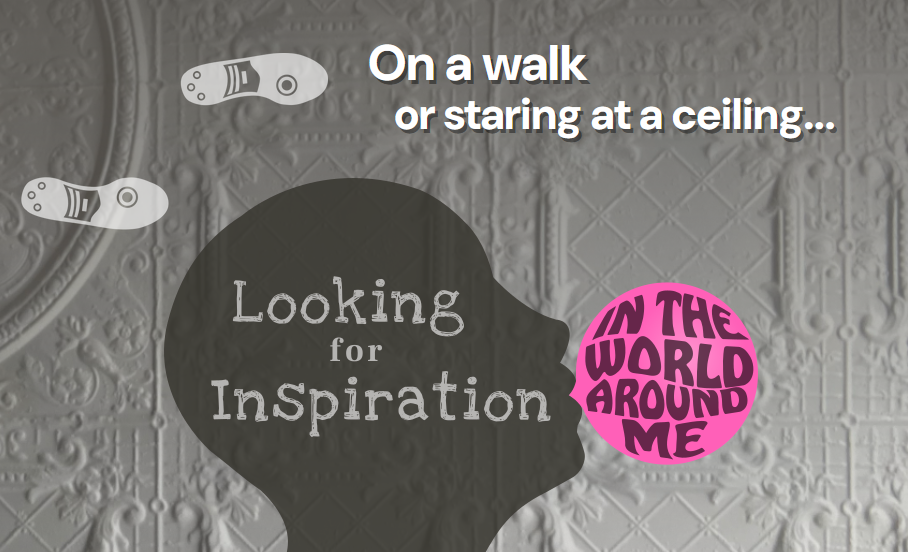 On a walk
or staring at a ceiling...
Looking
for
Inspiration
IN THE
WORLD
AROUND
ME